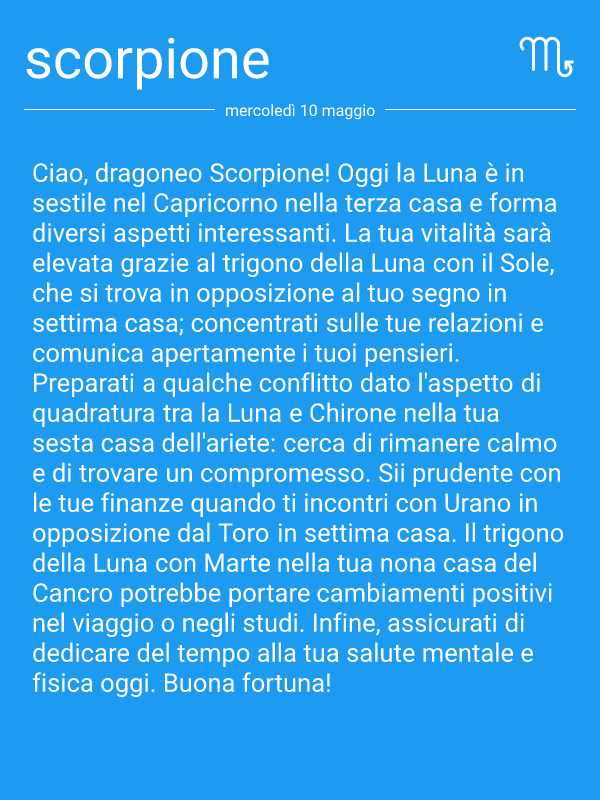 scorpione
mercoledì 10 maggio
Ciao, dragoneo Scorpione! Oggi la Luna è in
sestile nel Capricorno nella terza casa e forma
diversi aspetti interessanti. La tua vitalità sarà
elevata grazie al trigono della Luna con il Sole,
che si trova in opposizione al tuo segno in
settima casa; concentrati sulle tue relazioni e
comunica apertamente i tuoi pensieri.
Preparati a qualche conflitto dato l'aspetto di
quadratura tra la Luna e Chirone nella tua
sesta casa dell'ariete: cerca di rimanere calmo
e di trovare un compromesso. Sii prudente con
le tue finanze quando ti incontri con Urano in
opposizione dal Toro in settima casa. Il trigono
della Luna con Marte nella tua nona casa del
Cancro potrebbe portare cambiamenti positivi
nel viaggio o negli studi. Infine, assicurati di
dedicare del tempo alla tua salute mentale e
fisica oggi. Buona fortuna!